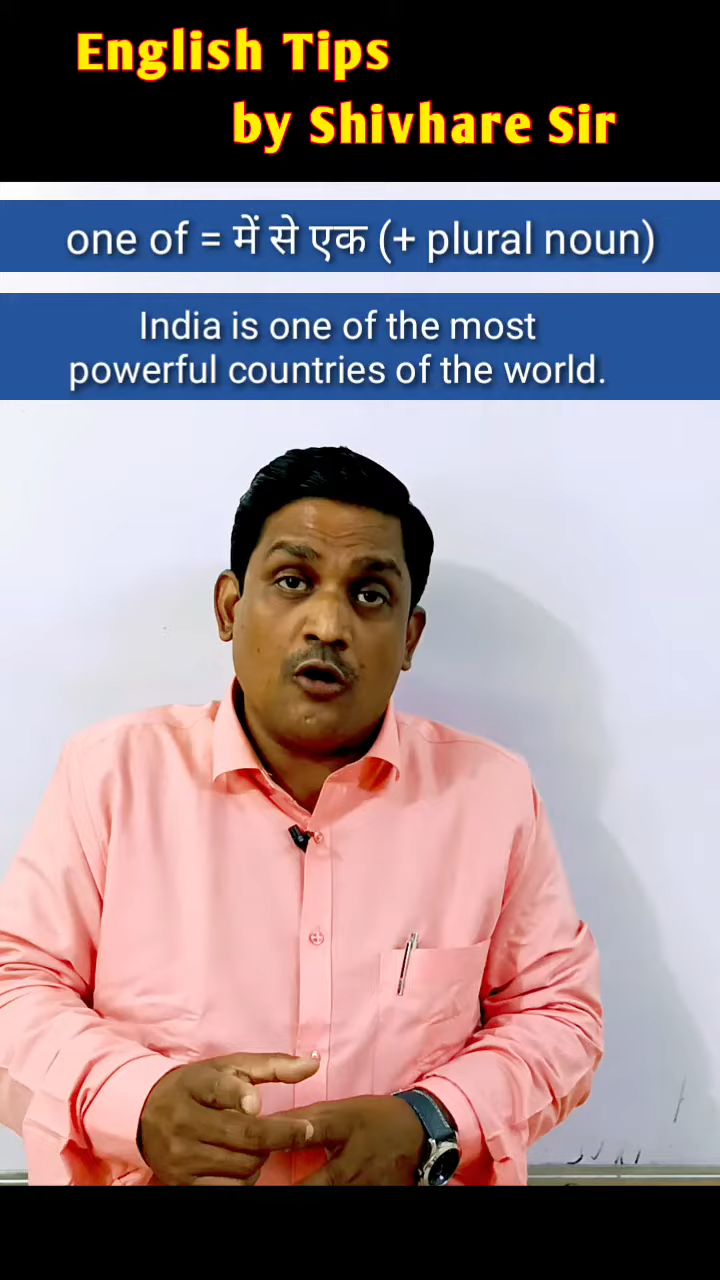 English Tips
by Shivhare Sir
one of = में से एक (+ plural noun)
India is one of the most
powerful countries of the world.